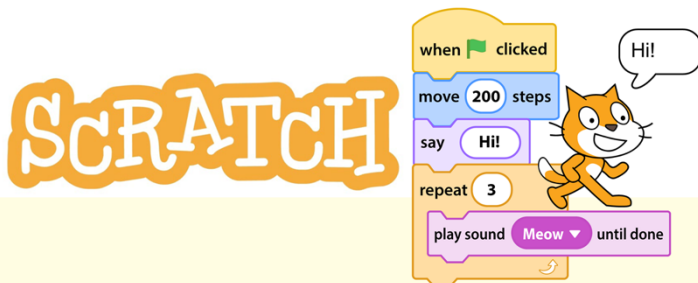 SCRATCH
when clicked
move 200 steps
say Hi!
repeat 3
play sound Meow until done
Hi!